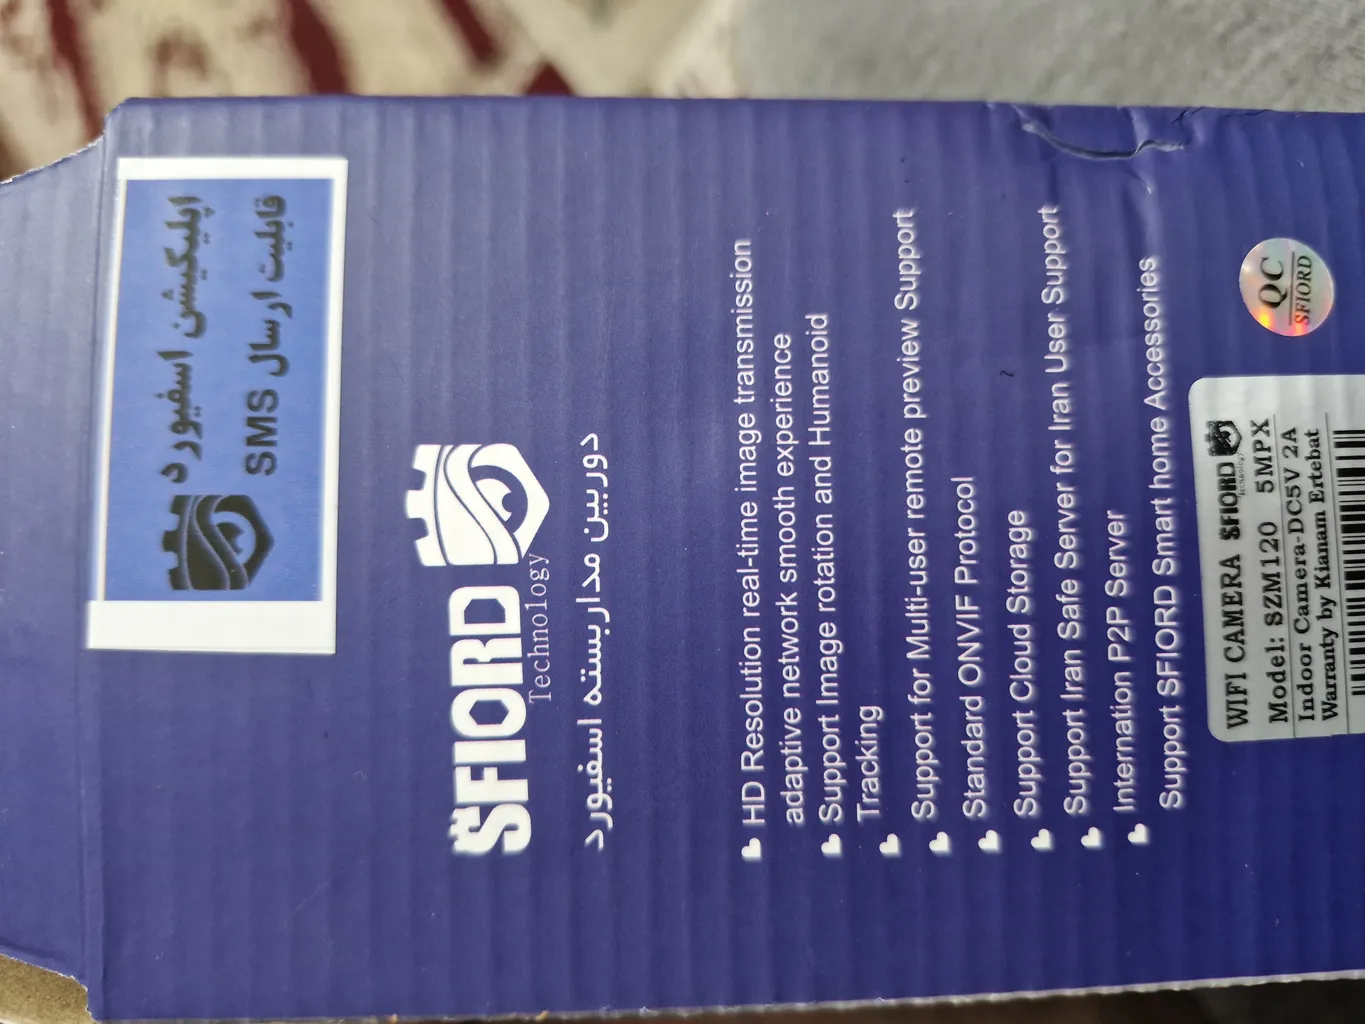 اپلیکیشن اسفیورد
قابلیت ارسال SMS
SFIORD
Technology
دوربین مداربسته اسفیورد
HD Resolution real-time image transmission
adaptive network smooth experience
Support Image rotation and Humanoid
Tracking
Support for Multi-user remote preview Support
Standard ONVIF Protocol
Support Cloud Storage
Support Iran Safe Server for Iran User Support
Internation P2P Server
Support SFIORD Smart home Accessories
QC
SFIORD
WIFI CAMERA SFIORD
Technology
Model: SZM120 5MPX
Indoor Camera-DC5V 2A
Warranty by Kianam Ertebat